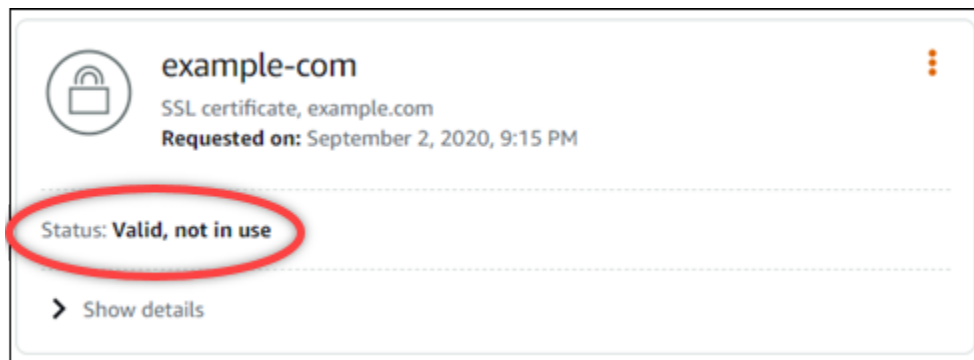 example-com
SSL certificate, example.com
Requested on: September 2, 2020, 9:15 PM
Status: Valid, not in use
Show details